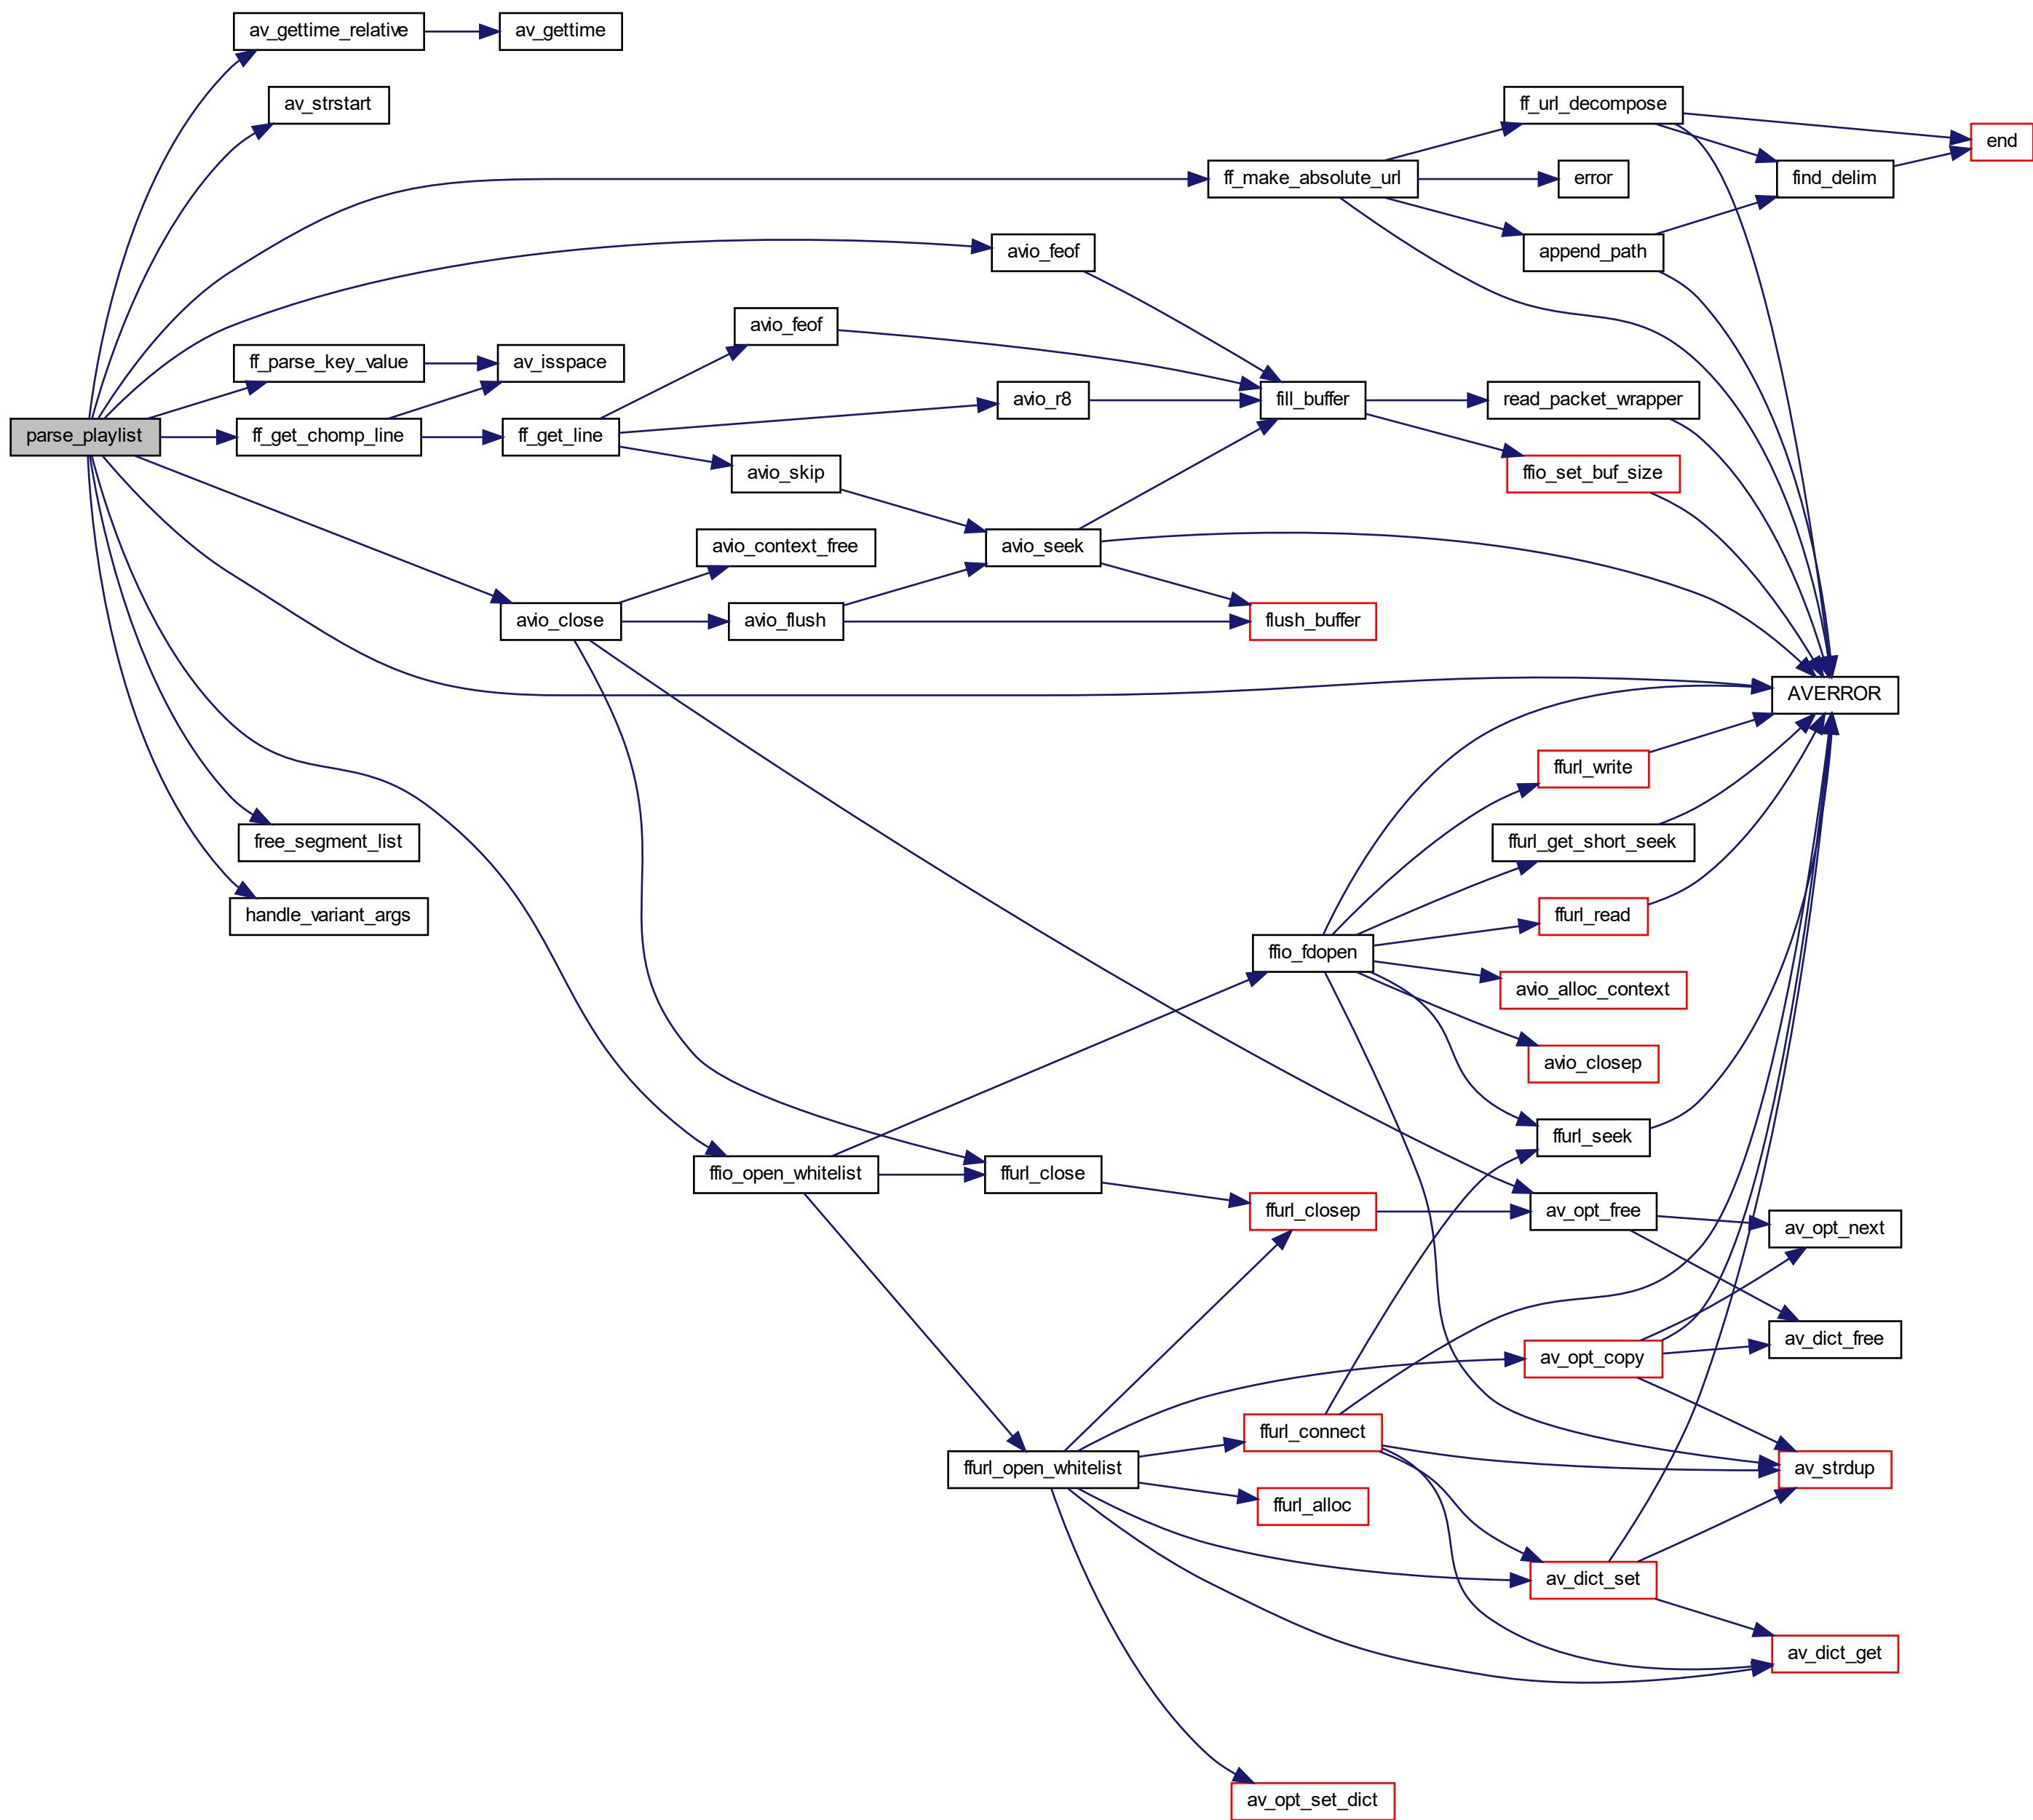 av_gettime_relative
av_gettime
av_strstart
ff_url_decompose
end
ff_make_absolute_url
error
find_delim
append_path
avio_feof
avio_feof
ff_parse_key_value
av_isspace
avio_r8
fill_buffer
read_packet_wrapper
parse_playlist
ff_get_chomp_line
ff_get_line
avio_skip
ffio_set_buf_size
avio_context_free
avio_seek
avio_close
avio_flush
flush_buffer
AVERROR
ffurl_write
free_segment_list
ffurl_get_short_seek
handle_variant_args
ffurl_read
ffio_fdopen
avio_alloc_context
avio_closep
ffurl_seek
ffio_open_whitelist
ffurl_close
ffurl_closep
av_opt_free
av_opt_next
av_dict_free
av_opt_copy
ffurl_connect
ffurl_open_whitelist
av_strdup
ffurl_alloc
av_dict_set
av_dict_get
av_opt_set_dict